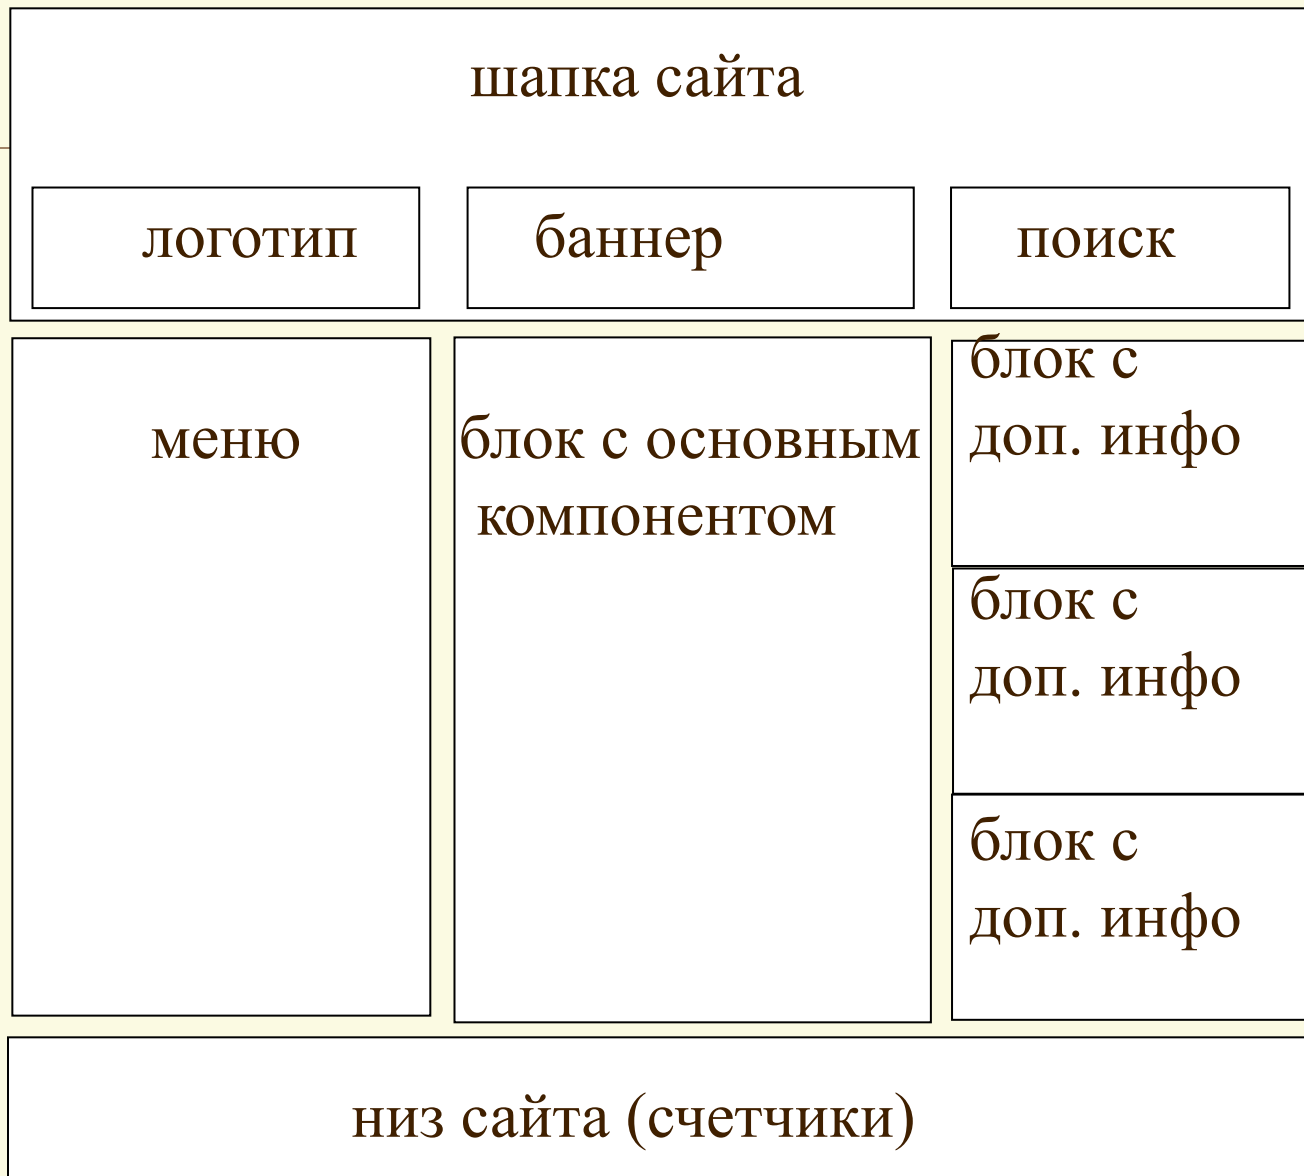 шапка сайта
логотип
баннер
поиск
меню
блок с основным
компонентом
блок с
доп. инфо
блок с
доп. инфо
блок с
доп. инфо
низ сайта (счетчики)